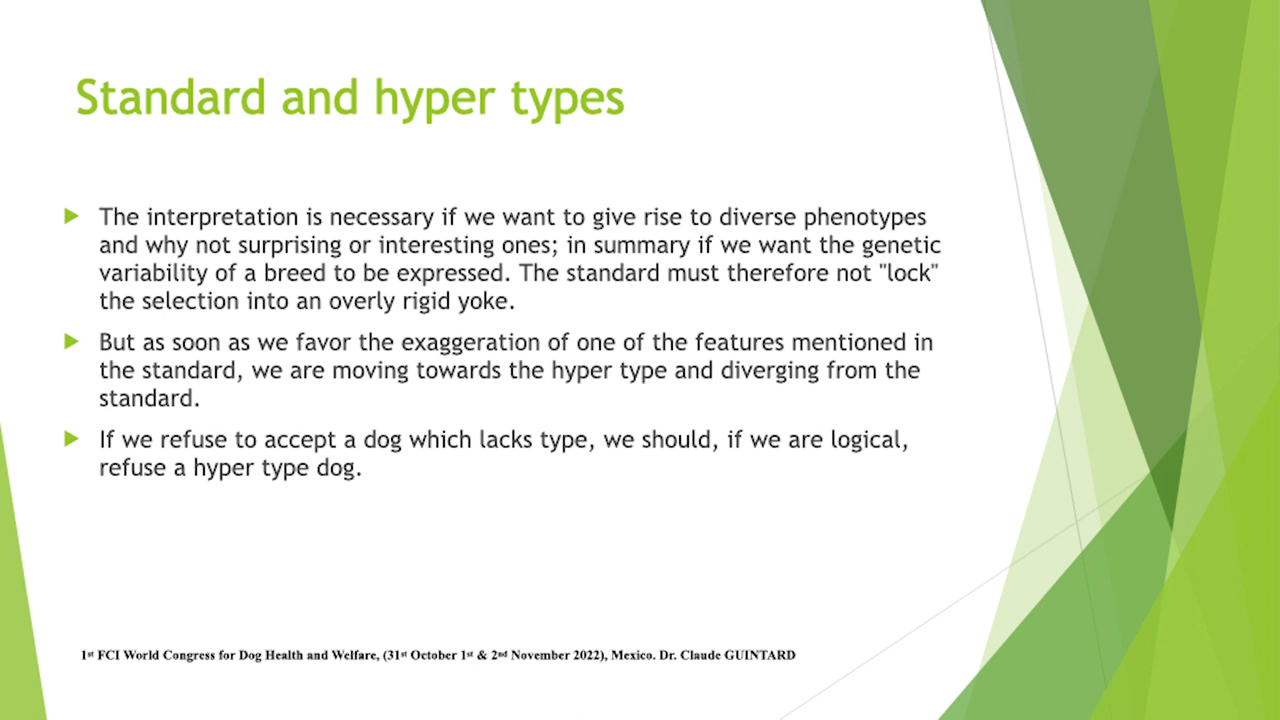 Standard and hyper types
The interpretation is necessary if we want to give rise to diverse phenotypes
and why not surprising or interesting ones; in summary if we want the genetic
variability of a breed to be expressed. The standard must therefore not "lock"
the selection into an overly rigid yoke.
But as soon as we favor the exaggeration of one of the features mentioned in
the standard, we are moving towards the hyper type and diverging from the
standard.
If we refuse to accept a dog which lacks type, we should, if we are logical,
refuse a hyper type dog.
1st FCI World Congress for Dog Health and Welfare, (31st October 1st & 2nd November 2022), Mexico. Dr. Claude GUINTARD